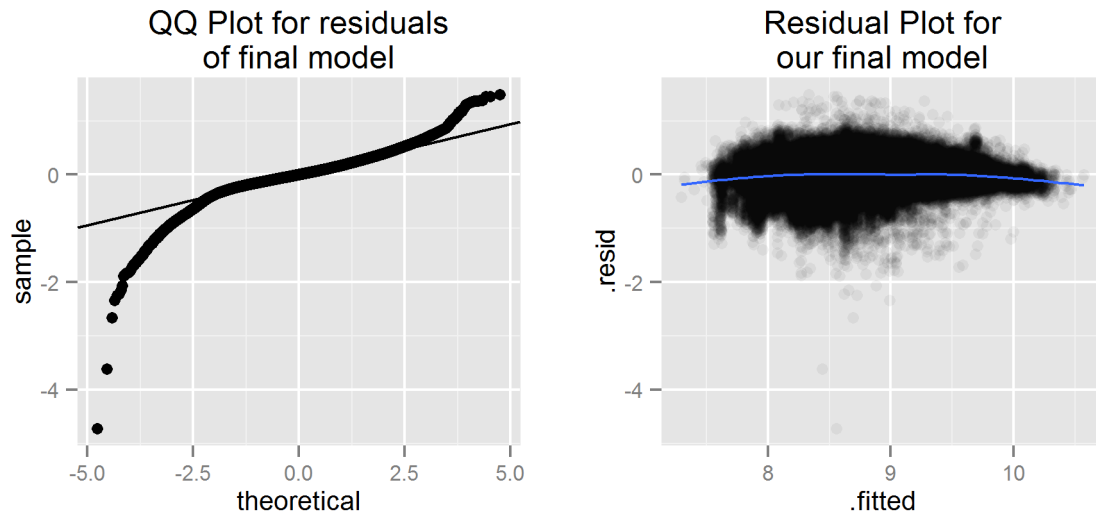 QQ Plot for residuals
of final model
0
-2
-4
sample
-5.0
-2.5
0.0
2.5
5.0
theoretical
Residual Plot for
our final model
0
-2
-4
.resid
8
9
10
.fitted